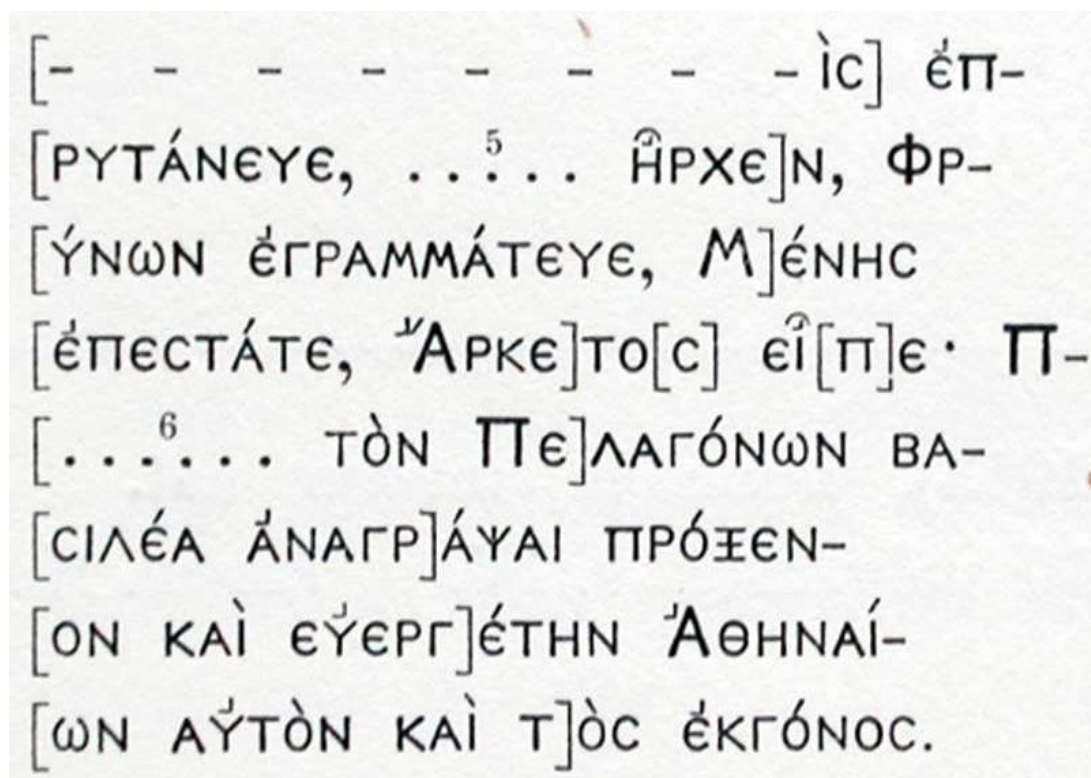 [- - - - - - - - ὶϲ] ἐπ-
[ρυτάνευε, ..⁵... ἦρχε]ν, Φρ-
[ύνων ἐγραμμάτευε, Μ]ένηϲ
[ἐπεϲτάτε, Ἄρκε]το[ϲ] εἶ[π]ε· Π-
[...⁶... τὸν Πε]λαγόνων βα-
[ϲιλέα ἀναγρ]άψαι πρόξεν-
[ον καὶ εὐεργ]έτην Ἀθηναί-
[ων αὐτὸν καὶ τ]ὸϲ ἐκγόνοϲ.